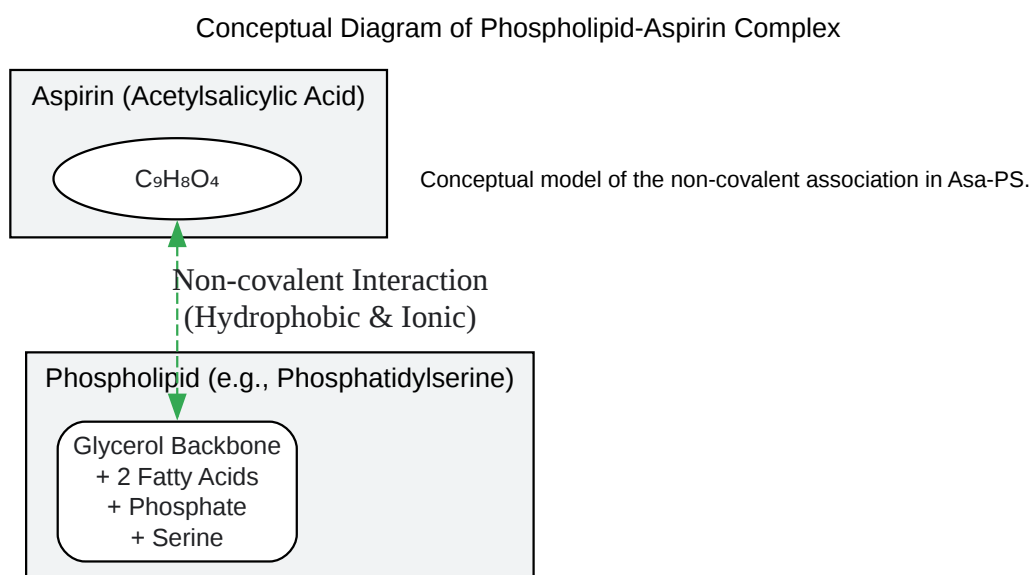 Conceptual Diagram of Phospholipid-Aspirin Complex
Aspirin (Acetylsalicylic Acid)
C₉H₈O₄
Conceptual model of the non-covalent association in Asa-PS.
Non-covalent Interaction
(Hydrophobic & Ionic)
Phospholipid (e.g., Phosphatidylserine)
Glycerol Backbone
+ 2 Fatty Acids
+ Phosphate
+ Serine